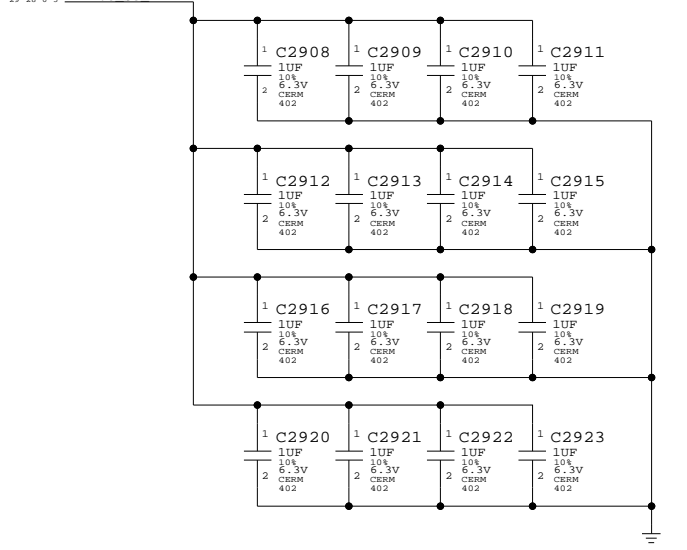 1 C2908 1 C2909 1 C2910 1 C2911
1UF 1UF 1UF 1UF
10% 10% 10% 10%
2 6.3V 2 6.3V 2 6.3V 2 6.3V
CERM CERM CERM CERM
402 402 402 402
1 C2912 1 C2913 1 C2914 1 C2915
1UF 1UF 1UF 1UF
10% 10% 10% 10%
2 6.3V 2 6.3V 2 6.3V 2 6.3V
CERM CERM CERM CERM
402 402 402 402
1 C2916 1 C2917 1 C2918 1 C2919
1UF 1UF 1UF 1UF
10% 10% 10% 10%
2 6.3V 2 6.3V 2 6.3V 2 6.3V
CERM CERM CERM CERM
402 402 402 402
1 C2920 1 C2921 1 C2922 1 C2923
1UF 1UF 1UF 1UF
10% 10% 10% 10%
2 6.3V 2 6.3V 2 6.3V 2 6.3V
CERM CERM CERM CERM
402 402 402 402